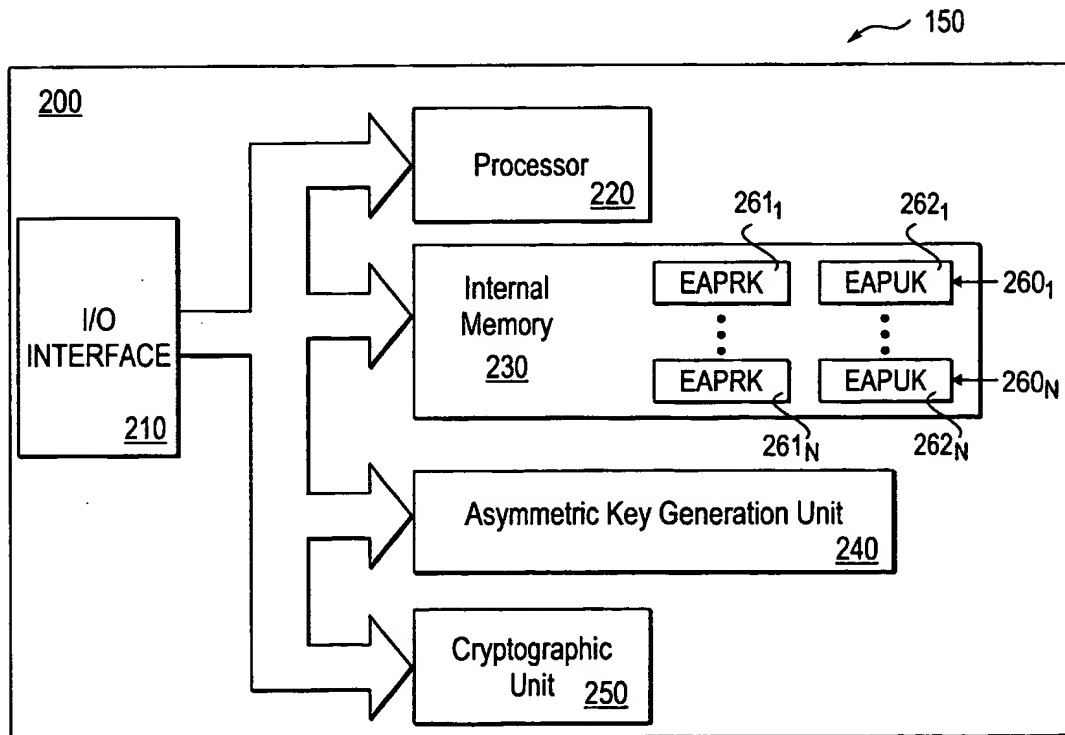 150
200
Processor
220
I/O
INTERFACE
210
Internal
Memory
230
261₁
262₁
EAPRK
EAPUK
260₁
EAPRK
EAPUK
260N
261N
262N
Asymmetric Key Generation Unit
240
Cryptographic
Unit
250